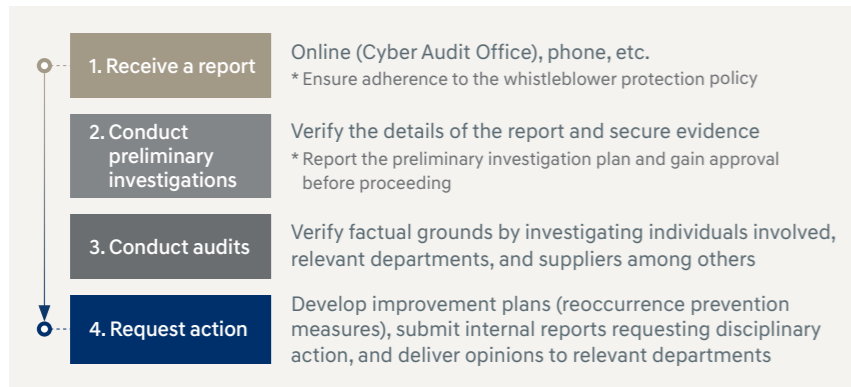 1. Receive a report
Online (Cyber Audit Office), phone, etc.
* Ensure adherence to the whistleblower protection policy
2. Conduct
preliminary
investigations
Verify the details of the report and secure evidence
* Report the preliminary investigation plan and gain approval
before proceeding
3. Conduct audits
Verify factual grounds by investigating individuals involved,
relevant departments, and suppliers among others
4. Request action
Develop improvement plans (reoccurrence prevention
measures), submit internal reports requesting disciplinary
action, and deliver opinions to relevant departments